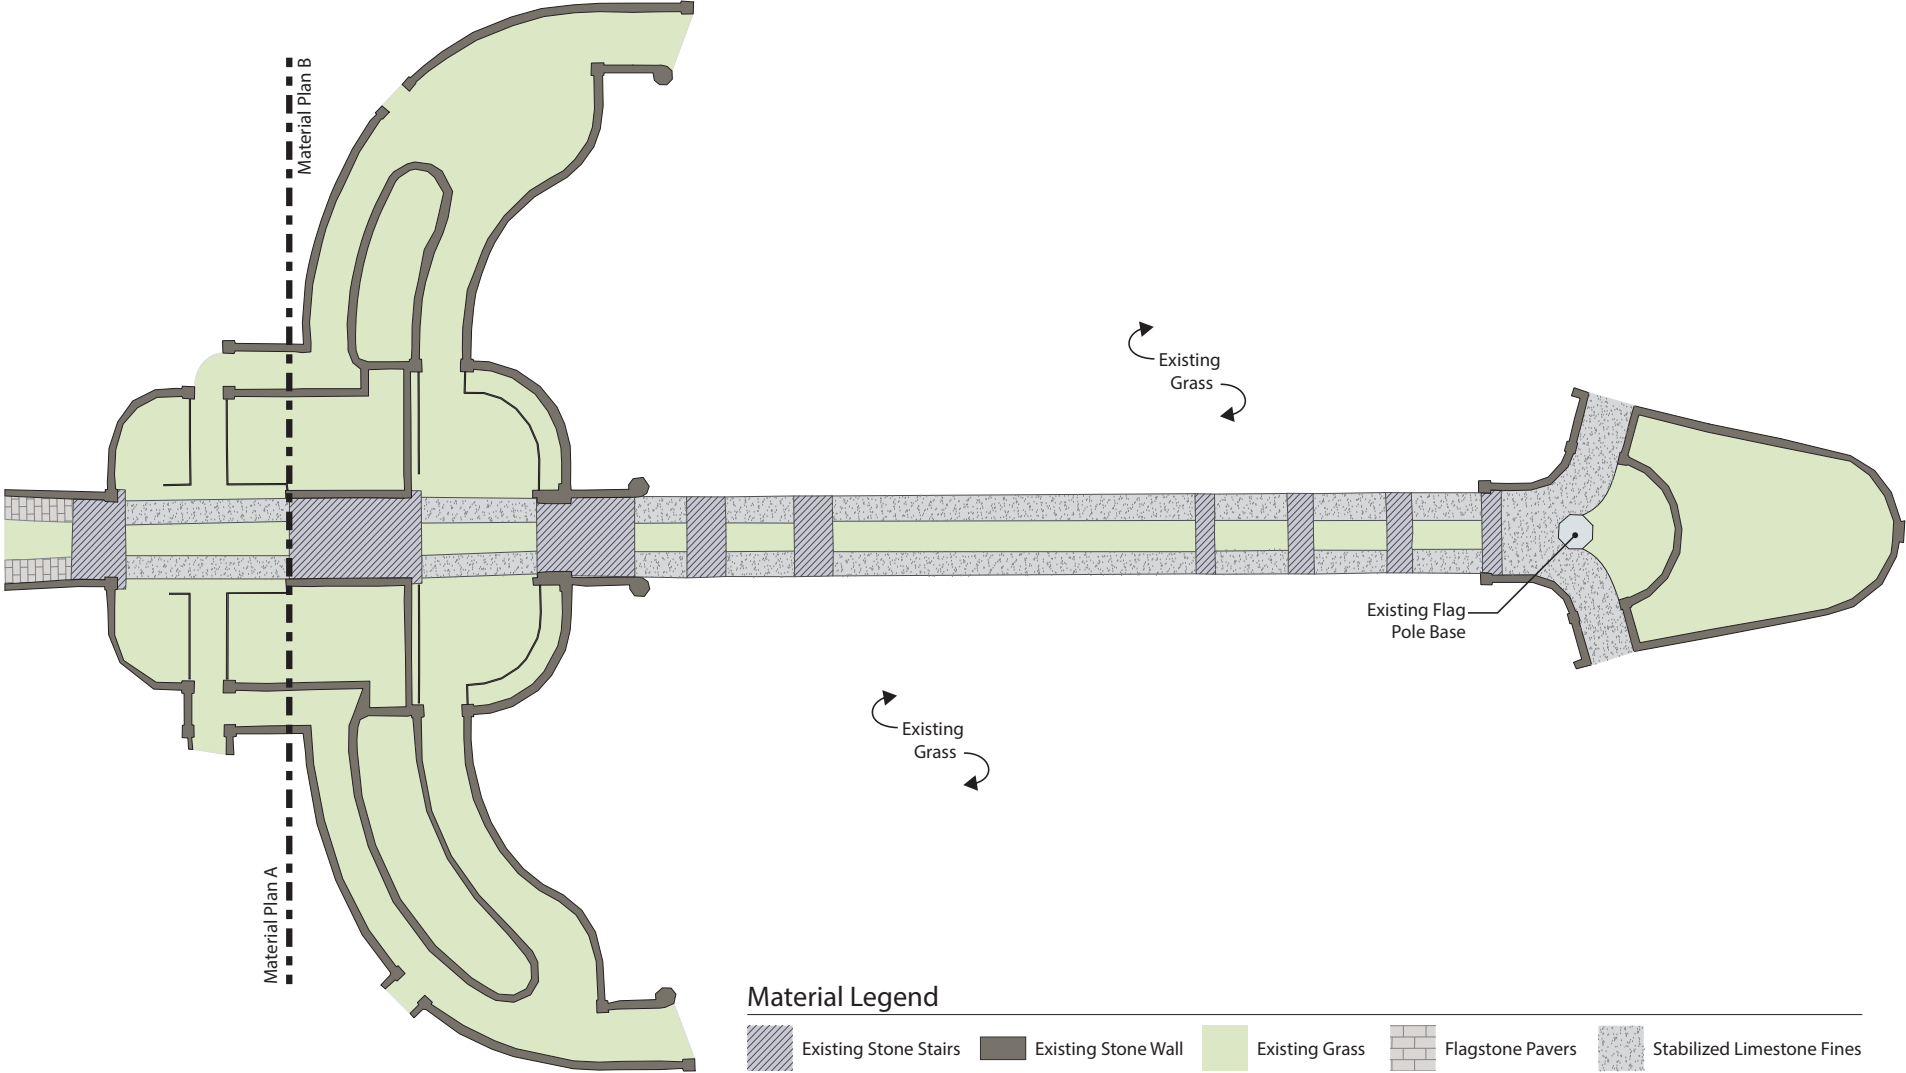 Material Plan B
Existing
Grass
Existing Flag
Pole Base
Existing
Grass
Material Plan A
Material Legend
Existing Stone Stairs
Existing Stone Wall
Existing Grass
Flagstone Pavers
Stabilized Limestone Fines